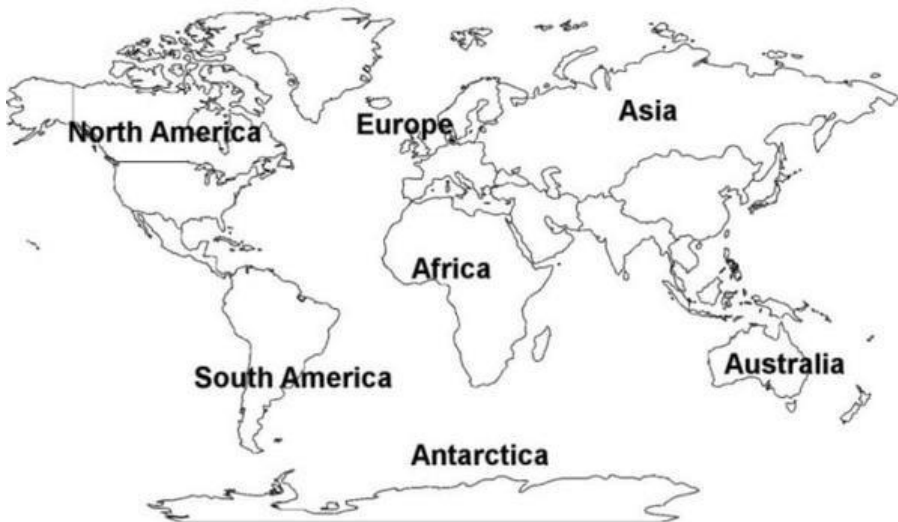 North America
Europe
Asia
Africa
South America
Australia
Antarctica